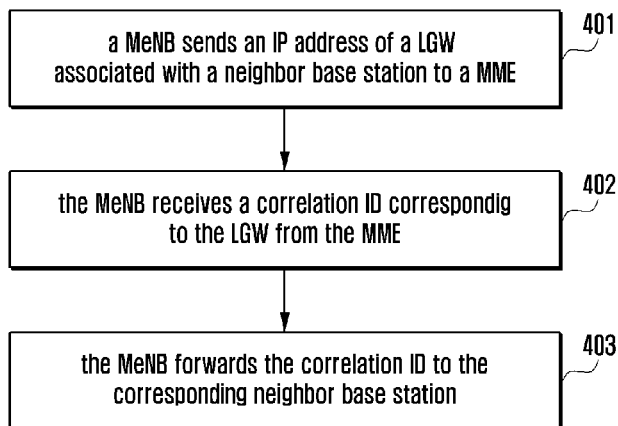 401
a MeNB sends an IP address of a LGW
associated with a neighbor base station to a MME
402
the MeNB receives a correlation ID correspondig
to the LGW from the MME
403
the MeNB forwards the correlation ID to the
corresponding neighbor base station